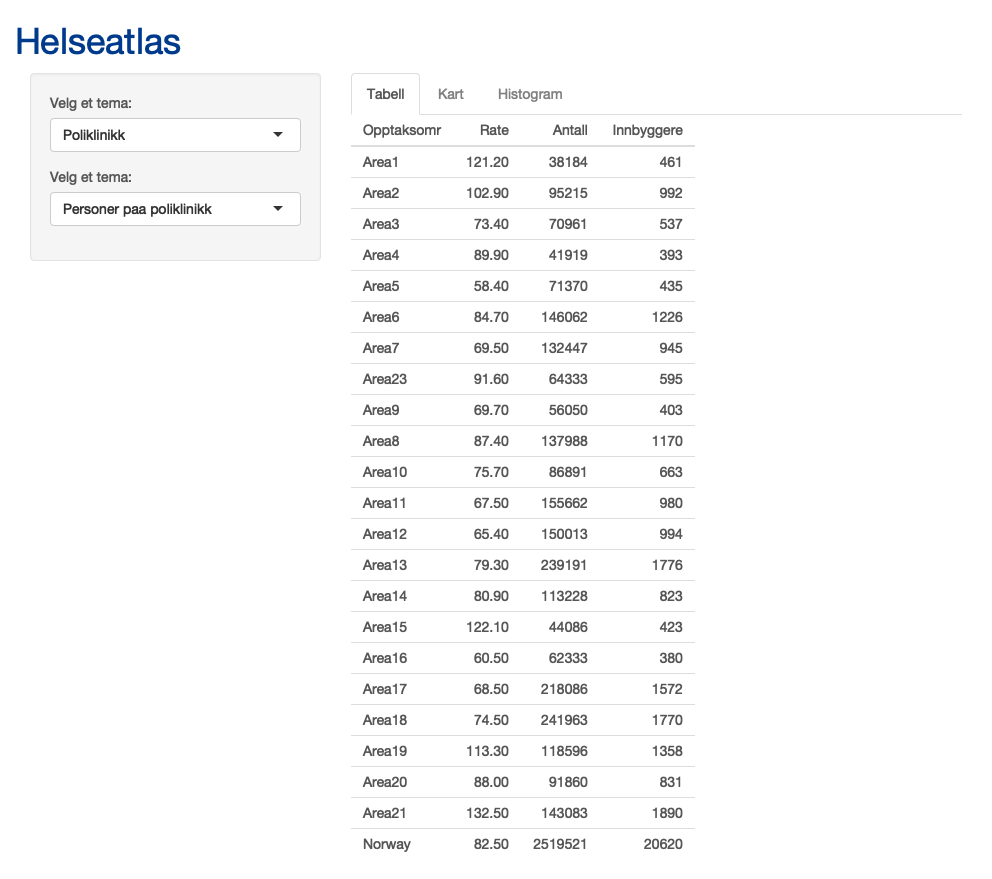 Helseatlas
Velg et tema:
Poliklinikk
Velg et tema:
Personer paa poliklinikk
Tabell Kart Histogram
Opptaksomr Rate Antall Innbyggere
Area1 121.20 38184 461
Area2 102.90 95215 992
Area3 73.40 70961 537
Area4 89.90 41919 393
Area5 58.40 71370 435
Area6 84.70 146062 1226
Area7 69.50 132447 945
Area23 91.60 64333 595
Area9 69.70 56050 403
Area8 87.40 137988 1170
Area10 75.70 86891 663
Area11 67.50 155662 980
Area12 65.40 150013 994
Area13 79.30 239191 1776
Area14 80.90 113228 823
Area15 122.10 44086 423
Area16 60.50 62333 380
Area17 68.50 218086 1572
Area18 74.50 241963 1770
Area19 113.30 118596 1358
Area20 88.00 91860 831
Area21 132.50 143083 1890
Norway 82.50 2519521 20620